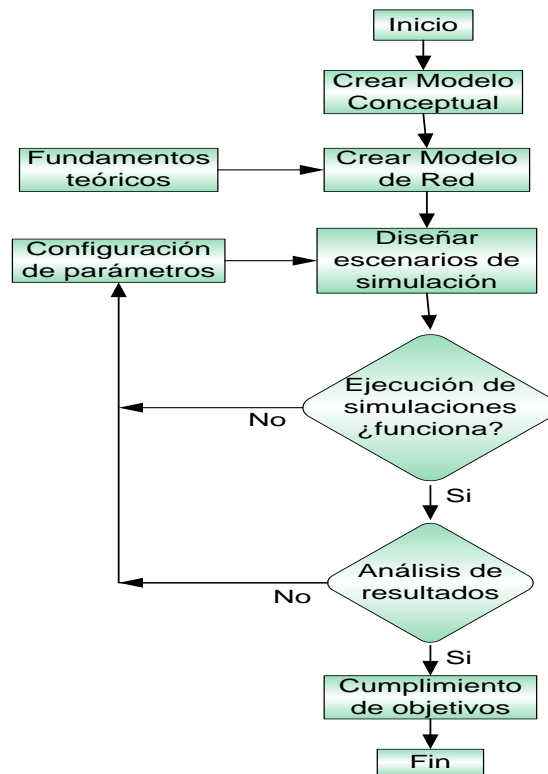 Inicio
Crear Modelo
Conceptual
Fundamentos
teóricos
Crear Modelo
de Red
Configuración
de parámetros
Diseñar
escenarios de
simulación
Ejecución de
simulaciones
¿funciona?
No
Si
Análisis de
resultados
No
Si
Cumplimiento
de objetivos
Fin